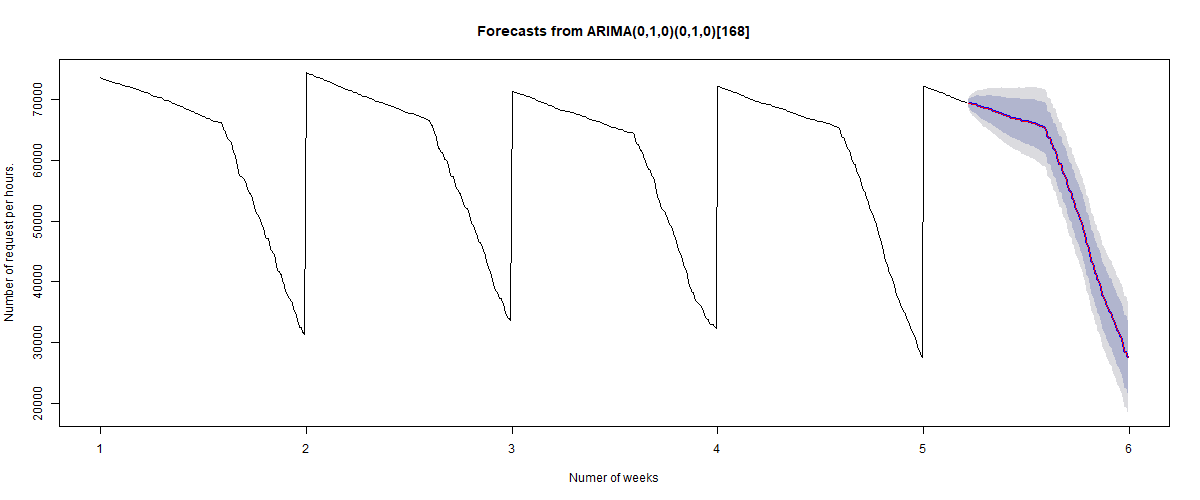 Forecasts from ARIMA(0,1,0)(0,1,0)[168]
Number of request per hours.
70000
60000
50000
40000
30000
20000
1 2 3 4 5 6
Numer of weeks